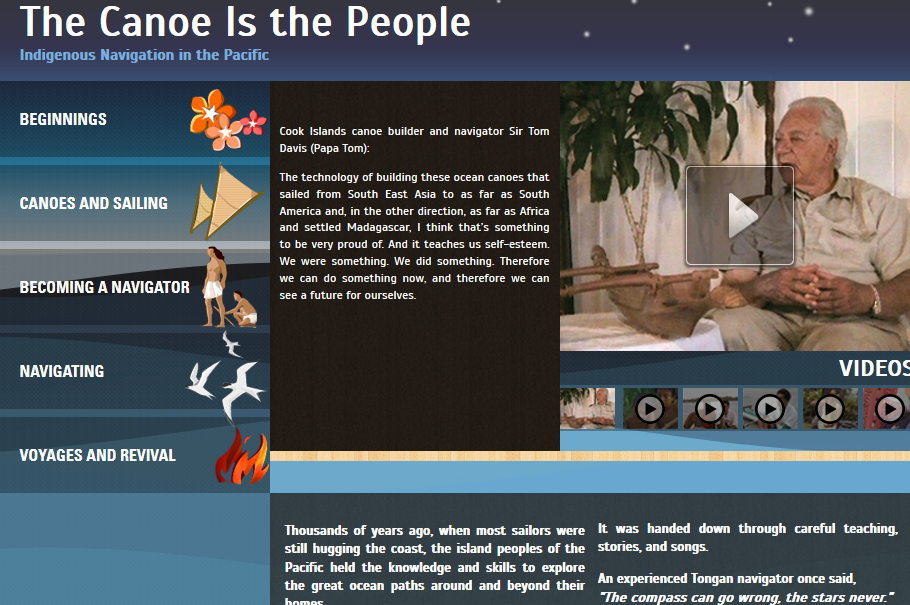 The Canoe Is the People
Indigenous Navigation in the Pacific
BEGINNINGS
CANOES AND SAILING
BECOMING A NAVIGATOR
NAVIGATING
VOYAGES AND REVIVAL
Cook Islands canoe builder and navigator Sir Tom
Davis (Papa Tom):
The technology of building these ocean canoes that
sailed from South East Asia to as far as South
America and, in the other direction, as far as Africa
and settled Madagascar, I think that's something
to be very proud of. And it teaches us self-esteem.
We were something. We did something. Therefore
we can do something now, and therefore we can
see a future for ourselves.
VIDEOS
Thousands of years ago, when most sailors were
still hugging the coast, the island peoples of the
Pacific held the knowledge and skills to explore
the great ocean paths around and beyond their
homes.
It was handed down through careful teaching,
stories, and songs.
An experienced Tongan navigator once said,
"The compass can go wrong, the stars never."